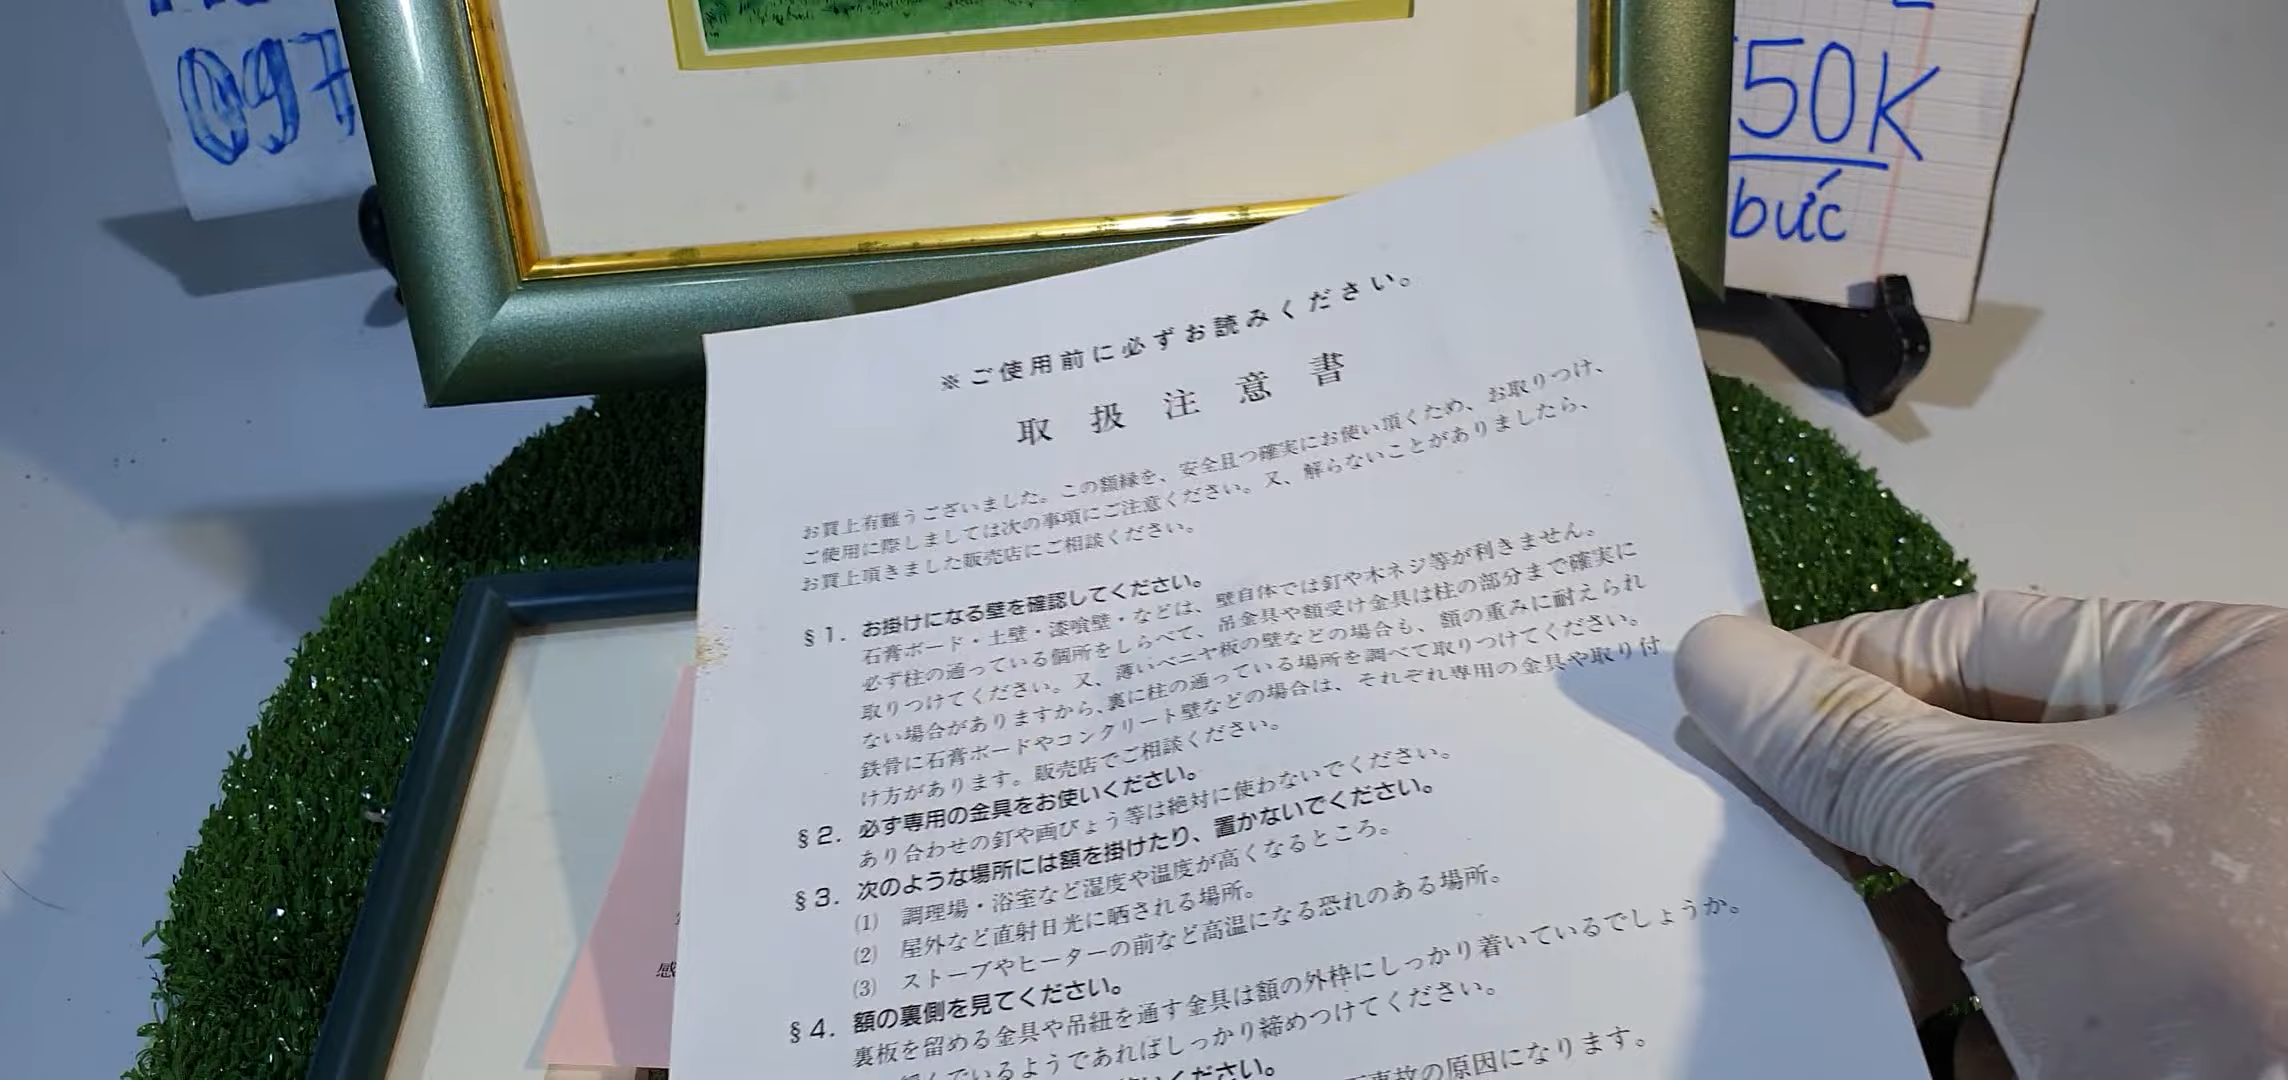 097
50K
bức
※ご使用前に必ずお読みください。
取扱注意書
お買上有難うございました。この額縁を、安全且つ確実にお使い頂くため、お取りつけ、
ご使用に際しましては次の事項にご注意ください。又、解らないことがありましたら、
お買上頂きました販売店にご相談ください。
§1. お掛けになる壁を確認してください。
石膏ボード・土壁・漆喰壁・などは、壁自体では釘や木ネジ等が利きません。
必ず柱の通っている個所をしらべて、吊金具や額受け金具は柱の部分まで確実に
取りつけてください。又、薄いベニヤ板の壁などの場合も、額の重みに耐えられ
ない場合がありますから、裏に柱の通っている場所を調べて取りつけてください。
鉄骨に石膏ボードやコンクリート壁などの場合は、それぞれ専用の金具や取り付
け方があります。販売店でご相談ください。
§2. 必ず専用の金具をお使いください。
あり合わせの釘や画びょう等は絶対に使わないでください。
§3. 次のような場所には額を掛けたり、置かないでください。
(1) 調理場・浴室など湿度や温度が高くなるところ。
(2) 屋外など直射日光に晒される場所。
(3) ストーブやヒーターの前など高温になる恐れのある場所。
§4. 額の裏側を見てください。
裏板を留める金具や吊紐を通す金具は額の外枠にしっかり着いているでしょうか。
んでいるようであればしっかり締めつけてください。
ください。
事故の原因になります。
感